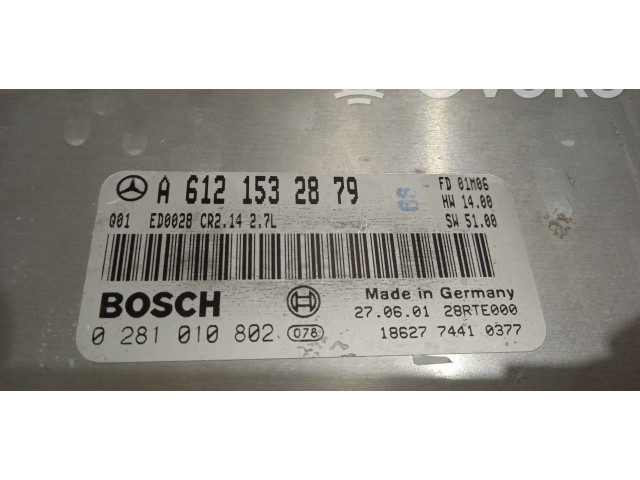 A 612 153 28 79
FD 01M06
HW 14.00
SW 51.00
Q01 ED0028 CR2.14 2.7L
BOSCH
Made in Germany
27.06.01 28RTE000
0 281 010 802 078
18627 7441 0377